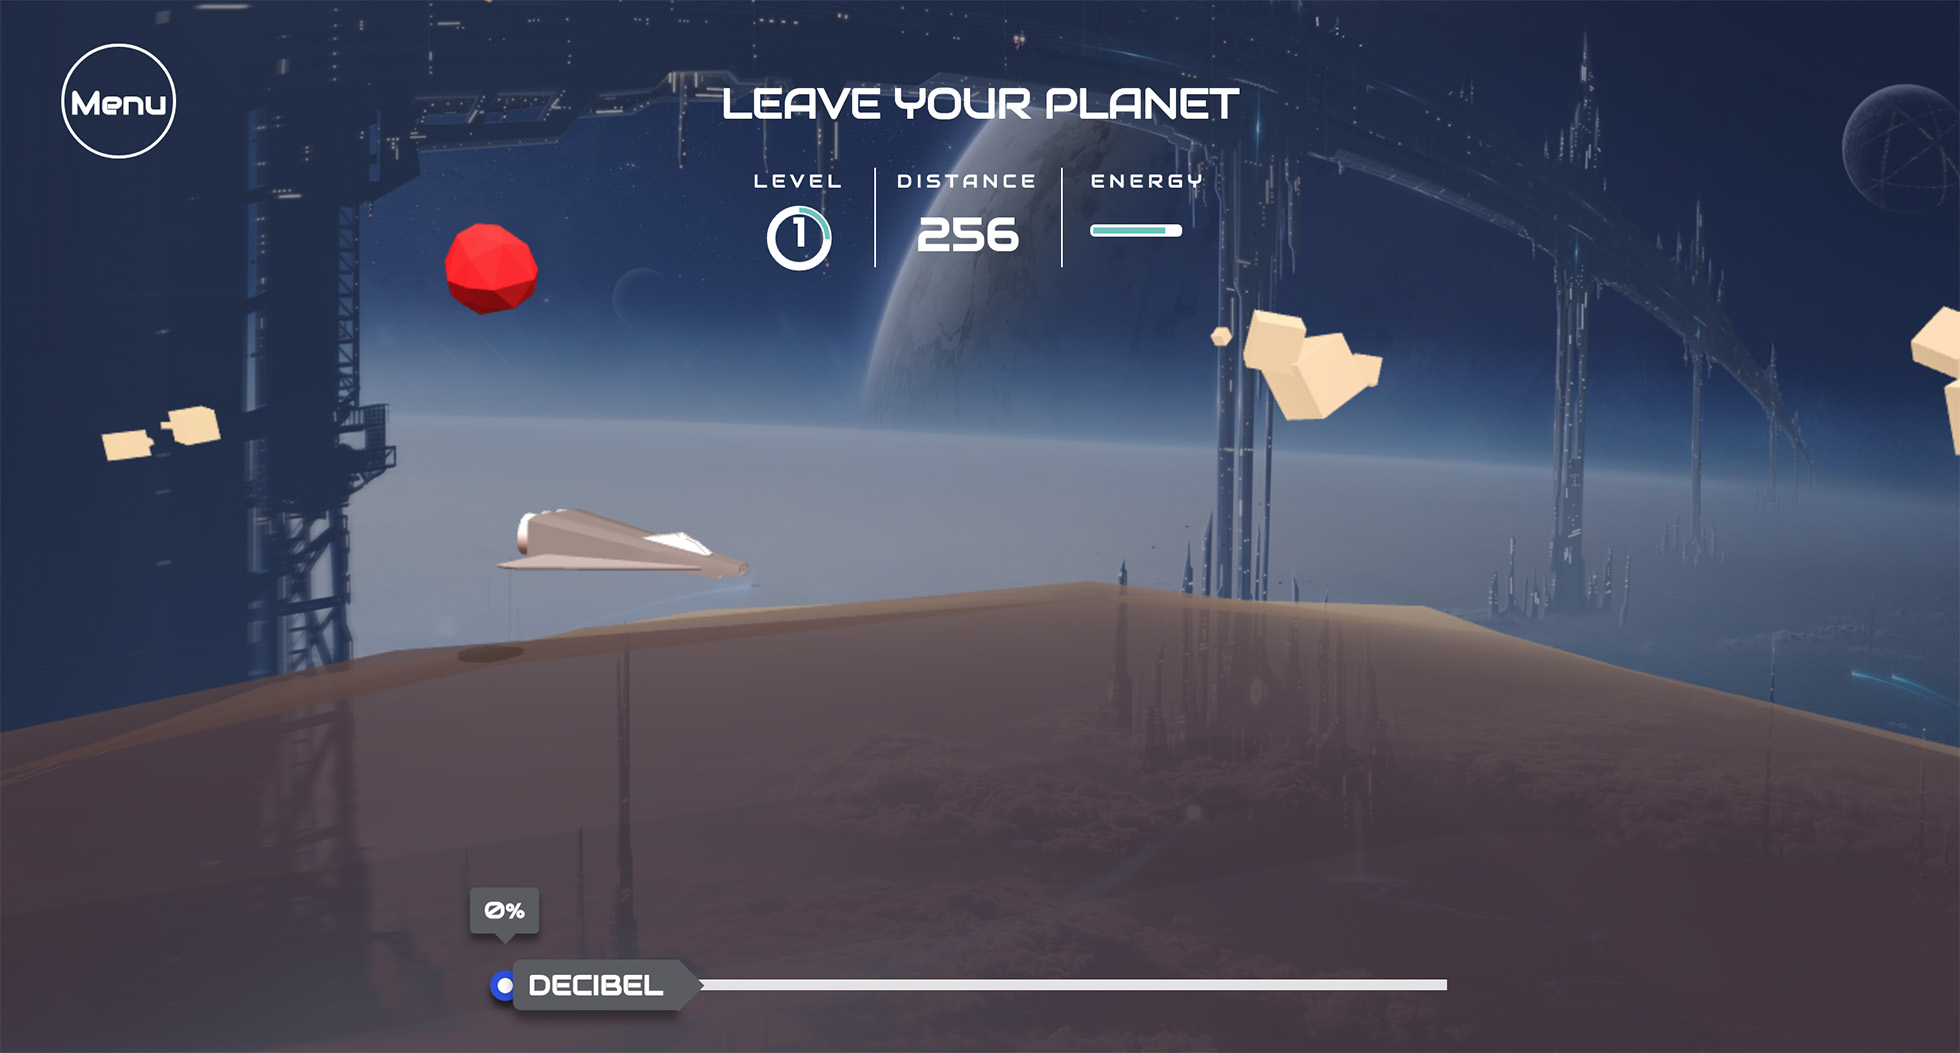 Menu
LEAVE YOUR PLANET
LEVEL
1
DISTANCE
256
ENERGY
0%
DECIBEL